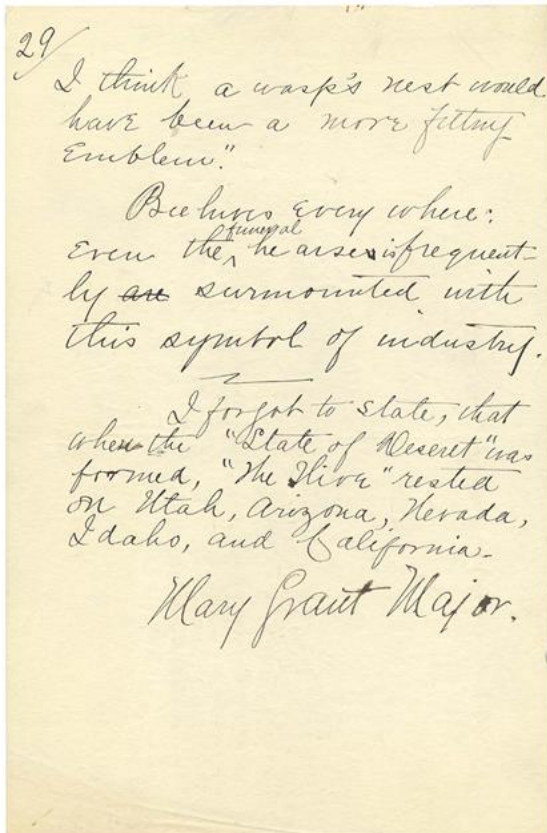 29/
I think a wasp's nest would
have been a more fitting
Emblem."
Beehives Every where:
Even the funeral hearse is frequent-
ly are surmounted with
this symbol of industry.
I forgot to state, that
when the "State of Deseret" was
formed, "The Hive" rested
on Utah, Arizona, Nevada,
Idaho, and California.
Mary Grant Major.